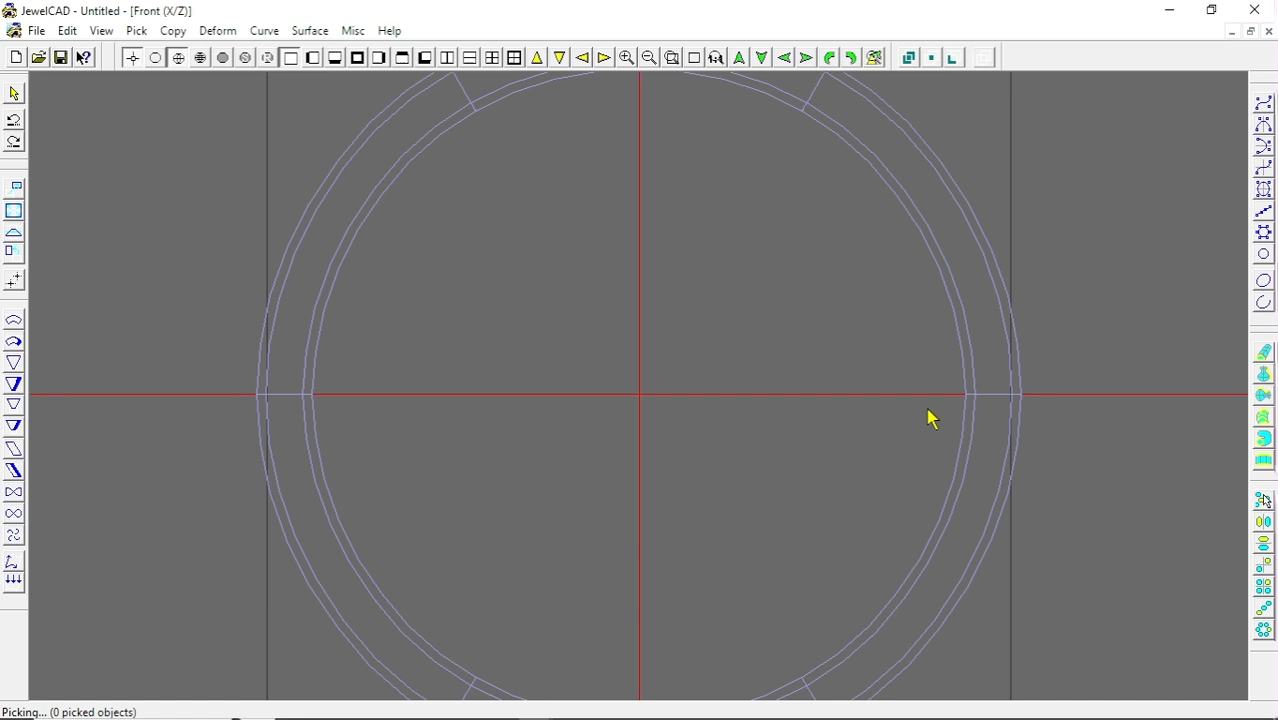 JewelCAD - Untitled - [Front (X/Z)]
File Edit View Pick Copy Deform Curve Surface Misc Help
Picking... (0 picked objects)